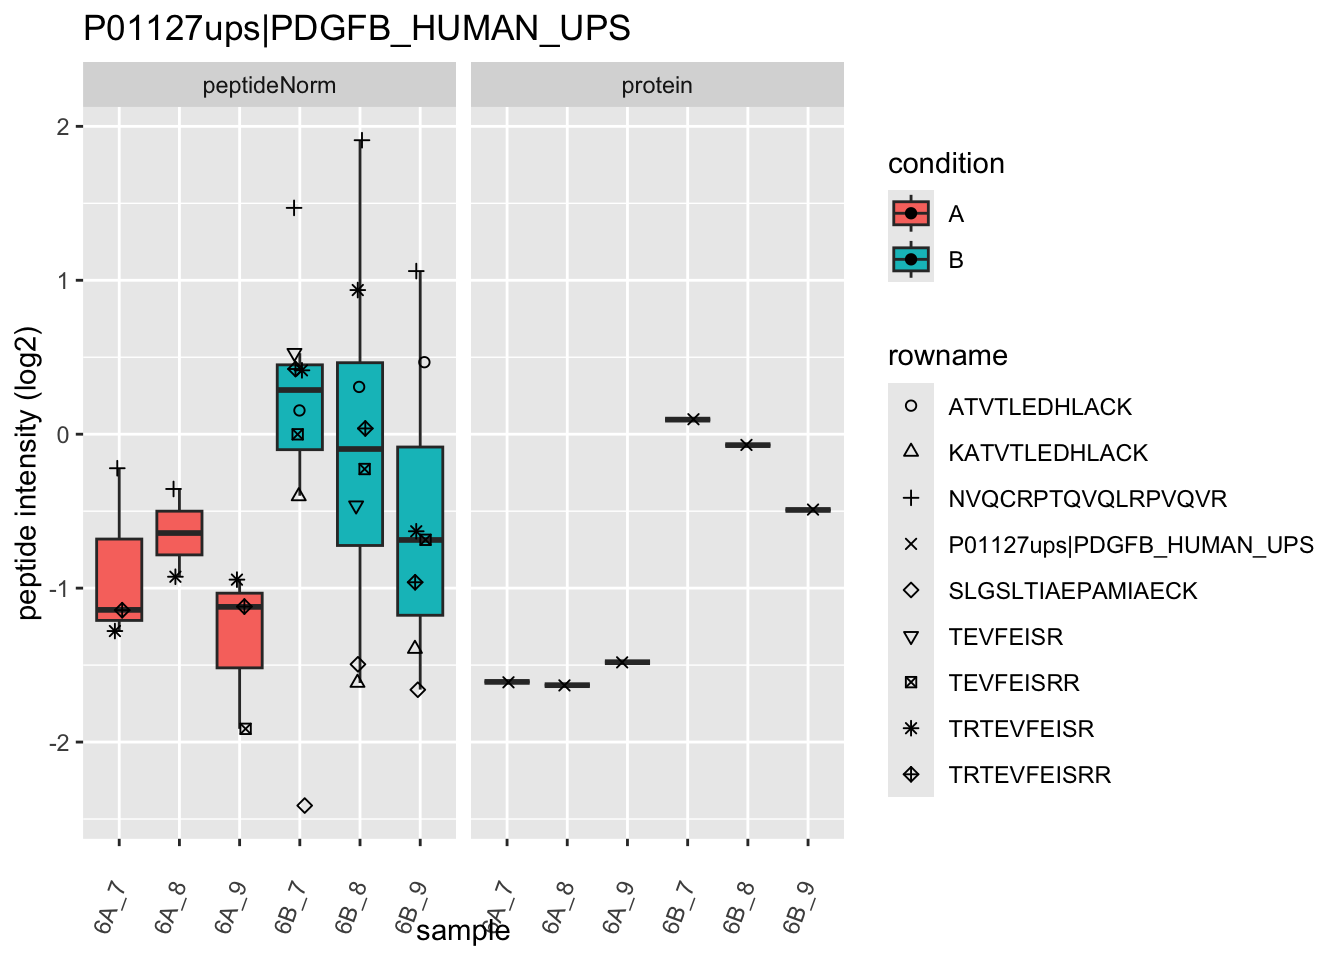 P01127ups|PDGFB_HUMAN_UPS
peptideNorm
protein
peptide intensity (log2)
2
1
0
-1
-2
6A_7
6A_8
6A_9
6B_7
6B_8
6B_9
6A_7
6A_8
6A_9
6B_7
6B_8
6B_9
sample
condition
A
B
rowname
ATVTLEDHLACK
KATVTLEDHLACK
NVQCRPTQVQLRPVQVR
P01127ups|PDGFB_HUMAN_UPS
SLGSLTIAEPAMIAECK
TEVFEISR
TEVFEISRR
TRTEVFEISR
TRTEVFEISRR